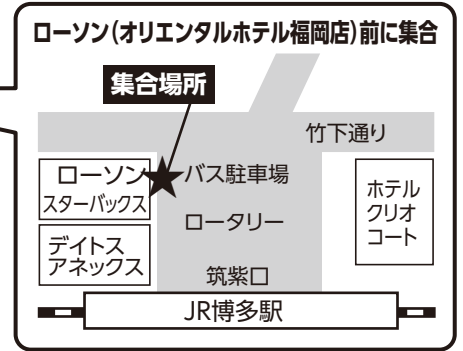 ローソン(オリエンタルホテル福岡店)前に集合
集合場所
竹下通り
ローソン
スターバックス
バス駐車場
ホテル
クリオ
コート
ロータリー
デイトス
アネックス
筑紫口
JR博多駅